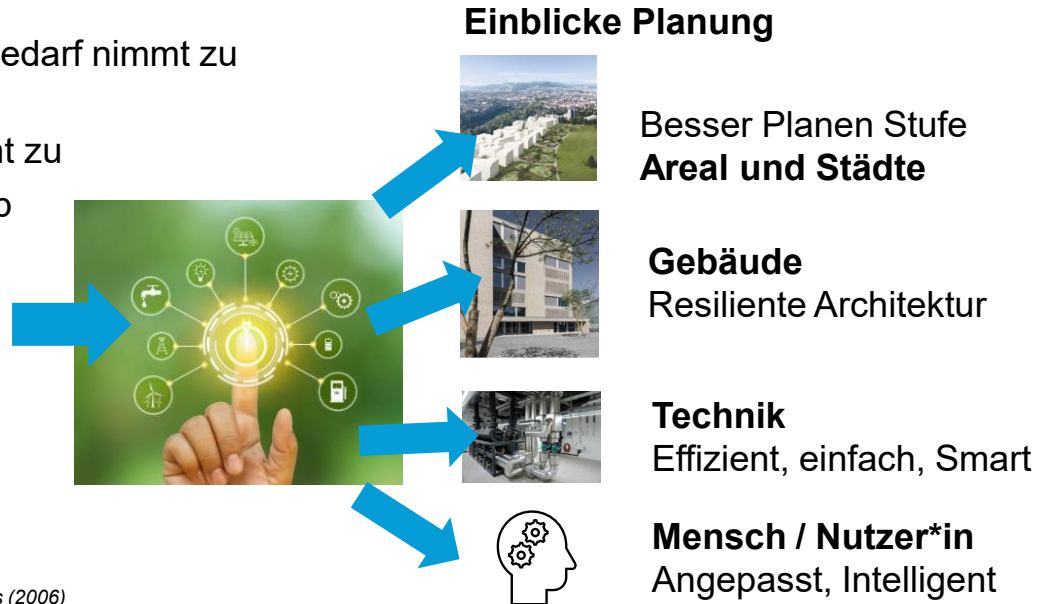 Einblicke Planung
edarf nimmt zu
t zu
Besser Planen Stufe
Areal und Städte
Gebäude
Resiliente Architektur
Technik
Effizient, einfach, Smart
Mensch / Nutzer*in
Angepasst, Intelligent
s (2006)